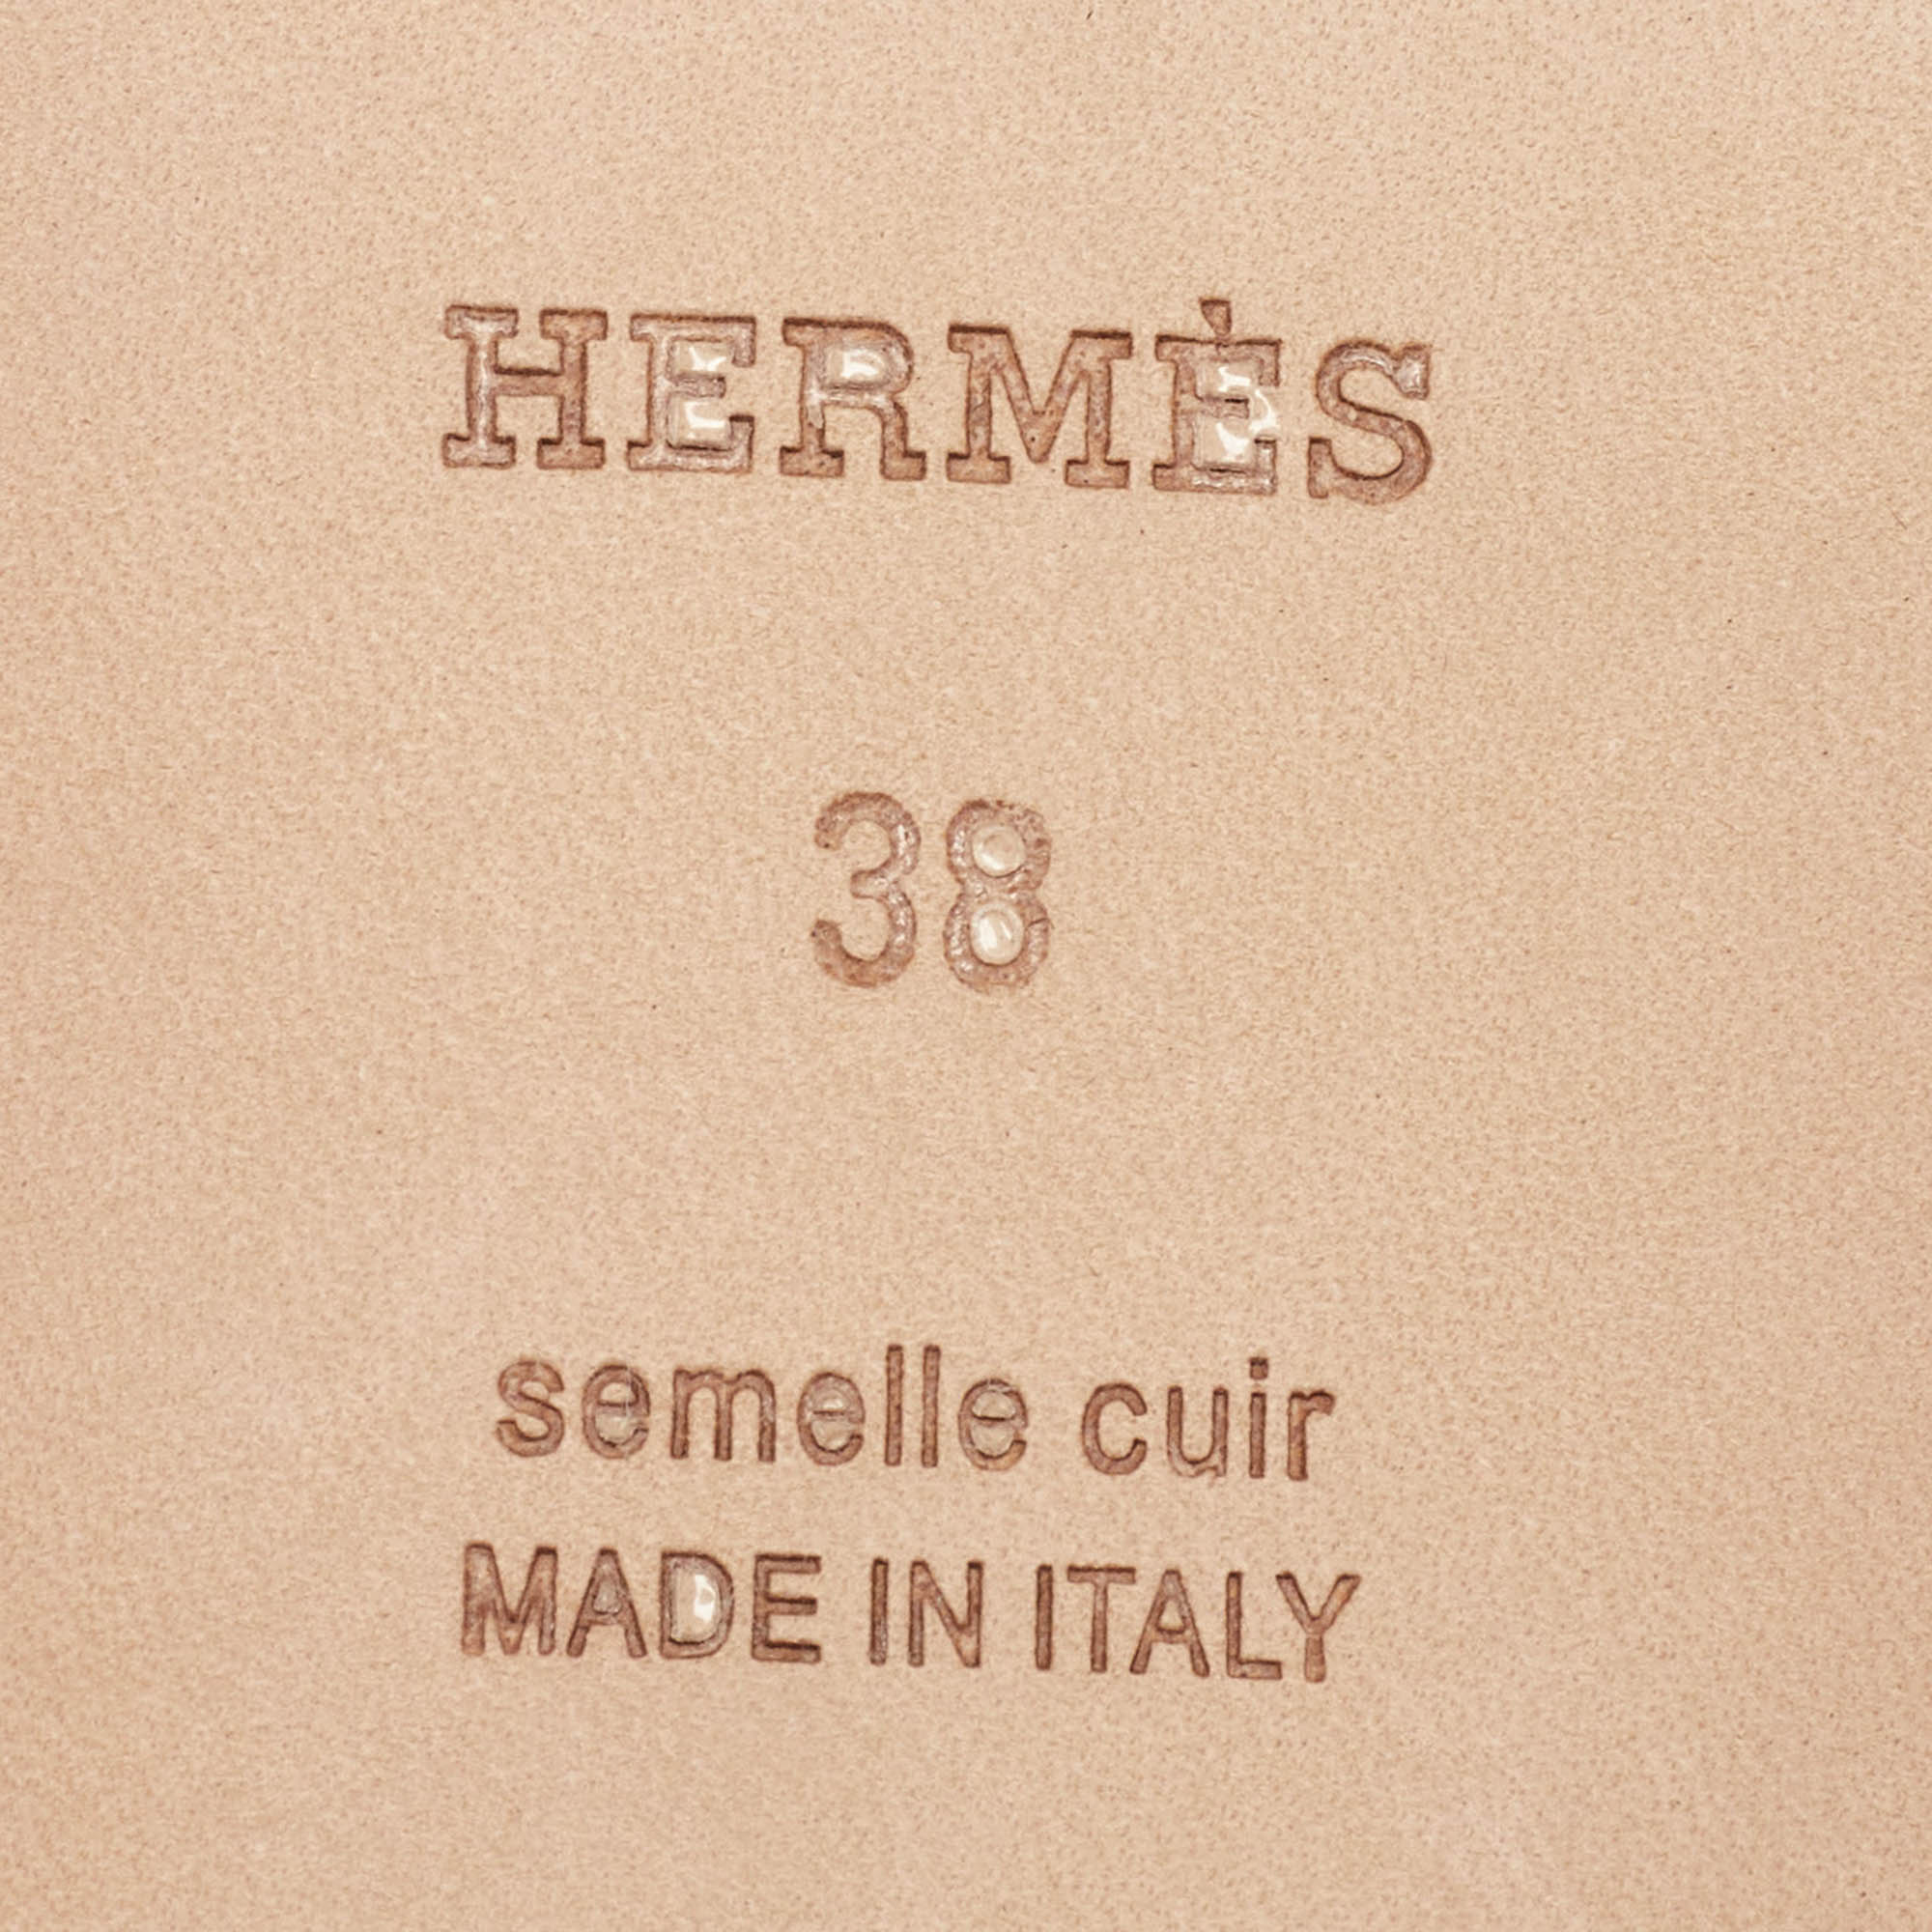 HERMÈS
38
semelle cuir
MADE IN ITALY